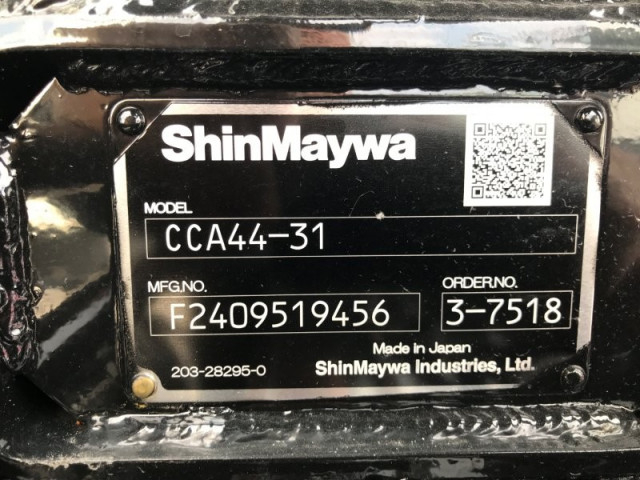 ShinMaywa
MODEL
CCA44-31
MFG.NO. ORDER.NO.
F2409519456 3-7518
Made in Japan
203-28295-0 ShinMaywa Industries, Ltd.